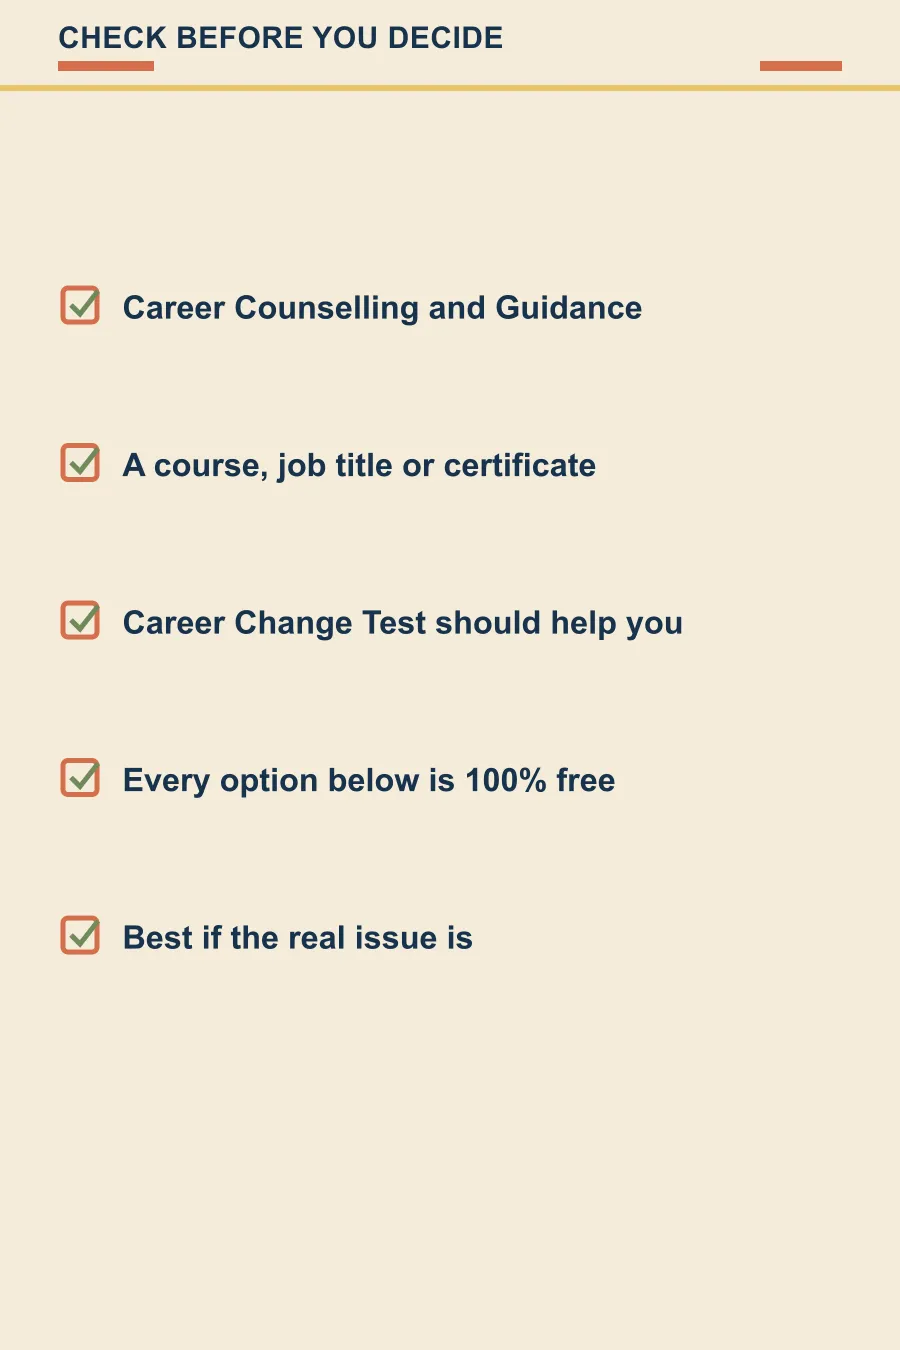 CHECK BEFORE YOU DECIDE
Career Counselling and Guidance
A course, job title or certificate
Career Change Test should help you
Every option below is 100% free
Best if the real issue is